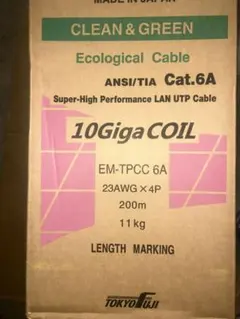 MADE IN JAPAN
CLEAN & GREEN
Ecological Cable
ANSI/TIA Cat.6A
Super-High Performance LAN UTP Cable
10Giga COIL
EM-TPCC 6A
23AWG×4P
200m
11kg
LENGTH MARKING
TOKYO FUJI